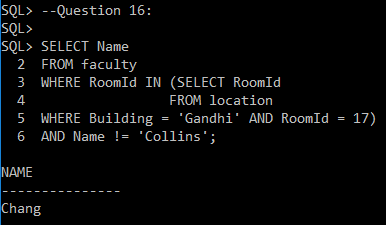 SQL> --Question 16:
SQL>
SQL> SELECT Name
  2  FROM faculty
  3  WHERE RoomId IN (SELECT RoomId
  4                  FROM location
  5  WHERE Building = 'Gandhi' AND RoomId = 17)
  6  AND Name != 'Collins';
NAME
---------------
Chang